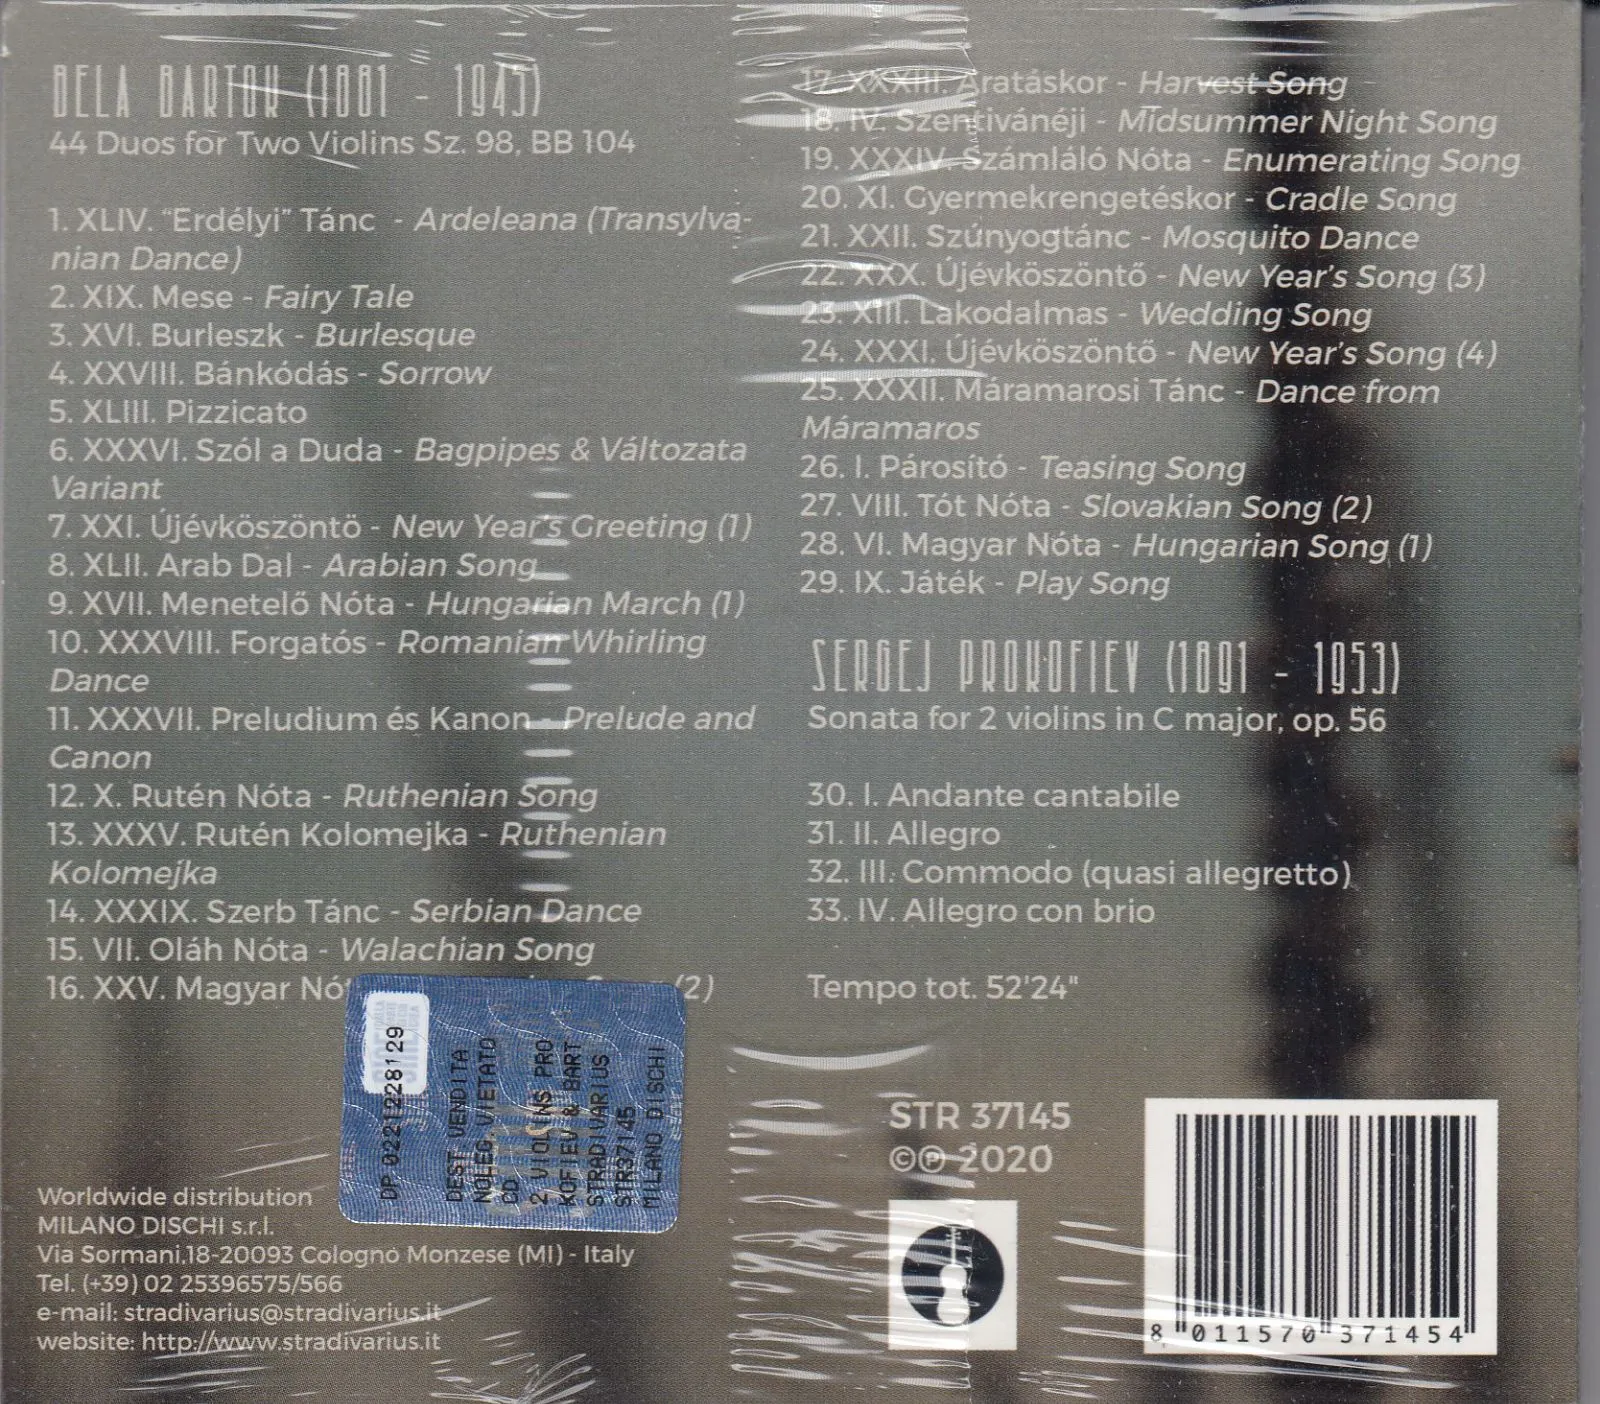 BELA BARTOK (1881 - 1945)
44 Duos for Two Violins Sz. 98, BB 104
1. XLIV. "Erdélyi" Tánc - Ardeleana (Transylva-
nian Dance)
2. XIX. Mese - Fairy Tale
3. XVI. Burleszk - Burlesque
4. XXVIII. Bánkódás - Sorrow
5. XLIII. Pizzicato
6. XXXVI. Szól a Duda - Bagpipes & Változata
Variant
7. XXI. Újévköszöntö - New Year's Greeting (1)
8. XLII. Arab Dal - Arabian Song
9. XVII. Menetelő Nóta - Hungarian March (1)
10. XXXVIII. Forgatós - Romanian Whirling
Dance
11. XXXVII. Preludium és Kanon - Prelude and
Canon
12. X. Rutén Nóta - Ruthenian Song
13. XXXV. Rutén Kolomejka - Ruthenian
Kolomejka
14. XXXIX. Szerb Tánc - Serbian Dance
15. VII. Oláh Nóta - Walachian Song
16. XXV. Magyar Nó (2)
17. XXXIII. Aratáskor - Harvest Song
18. IV. Szentivánéji - Midsummer Night Song
19. XXXIV. Számláló Nóta - Enumerating Song
20. XI. Gyermekrengetéskor - Cradle Song
21. XXII. Szúnyogtánc - Mosquito Dance
22. XXX. Újévköszöntő - New Year's Song (3)
23. XIII. Lakodalmas - Wedding Song
24. XXXI. Újévköszöntő - New Year's Song (4)
25. XXXII. Máramarosi Tánc - Dance from
Máramaros
26. I. Párosító - Teasing Song
27. VIII. Tót Nóta - Slovakian Song (2)
28. VI. Magyar Nóta - Hungarian Song (1)
29. IX. Játék - Play Song
SERGEJ PROKOFIEV (1891 - 1953)
Sonata for 2 violins in C major, op. 56
30. I. Andante cantabile
31. II. Allegro
32. III. Commodo (quasi allegretto)
33. IV. Allegro con brio
Tempo tot. 52'24"
DP 0221228129
DEST VENDITA
NOLEG.VIETATO
CD
2 VIOLINS PRO
KOFIEV & BART
STRADIVARIUS
STR37145
MILANO DISCHI
Worldwide distribution
MILANO DISCHI s.r.l.
Via Sormani,18-20093 Cologno Monzese (MI) - Italy
Tel. (+39) 02 25396575/566
e-mail: stradivarius@stradivarius.it
website: http://www.stradivarius.it
STR 37145
©℗ 2020
8 011570 371454